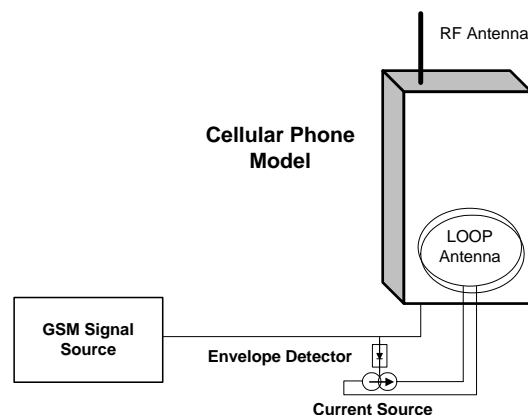 RF Antenna
Cellular Phone
Model
LOOP
Antenna
GSM Signal
Source
Envelope Detector
Current Source